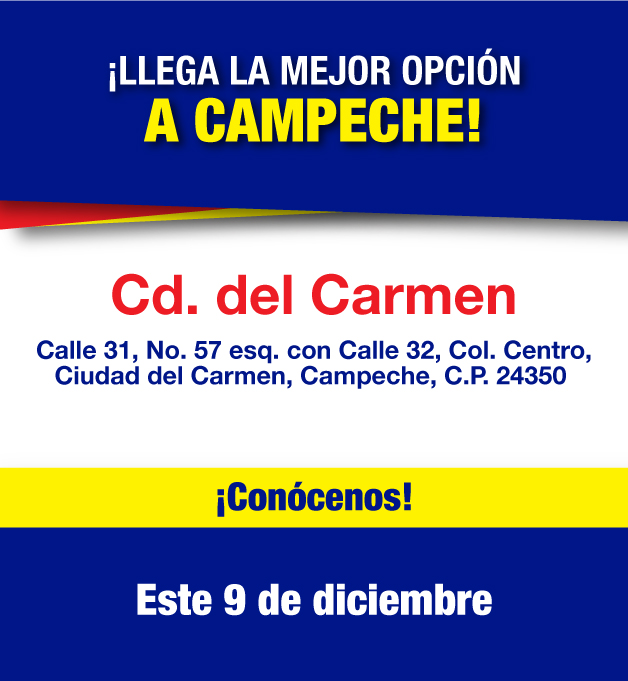 ¡LLEGA LA MEJOR OPCIÓN
A CAMPECHE!
Cd. del Carmen
Calle 31, No. 57 esq. con Calle 32, Col. Centro,
Ciudad del Carmen, Campeche, C.P. 24350
¡Conócenos!
Este 9 de diciembre